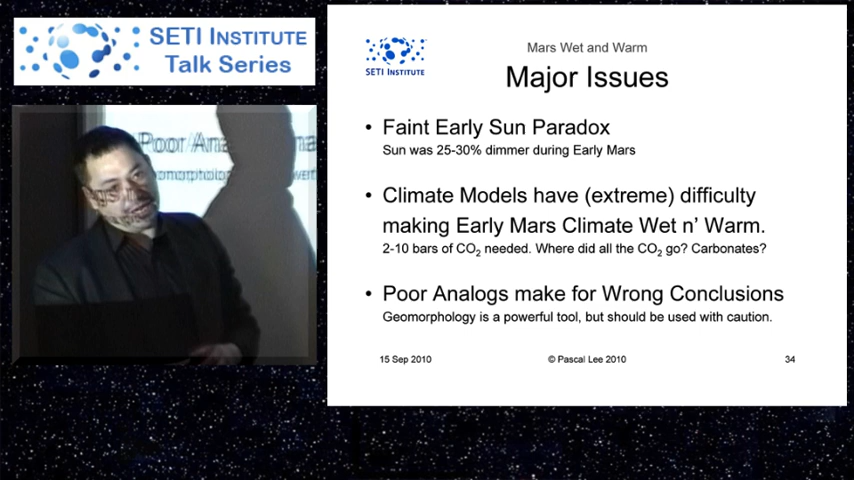 SETI INSTITUTE
Talk Series
Poor Ana
omorpholog
SETI INSTITUTE
Mars Wet and Warm
Major Issues
• Faint Early Sun Paradox
Sun was 25-30% dimmer during Early Mars
• Climate Models have (extreme) difficulty
making Early Mars Climate Wet n’ Warm.
2-10 bars of CO₂ needed. Where did all the CO₂ go? Carbonates?
• Poor Analogs make for Wrong Conclusions
Geomorphology is a powerful tool, but should be used with caution.
15 Sep 2010 © Pascal Lee 2010 34